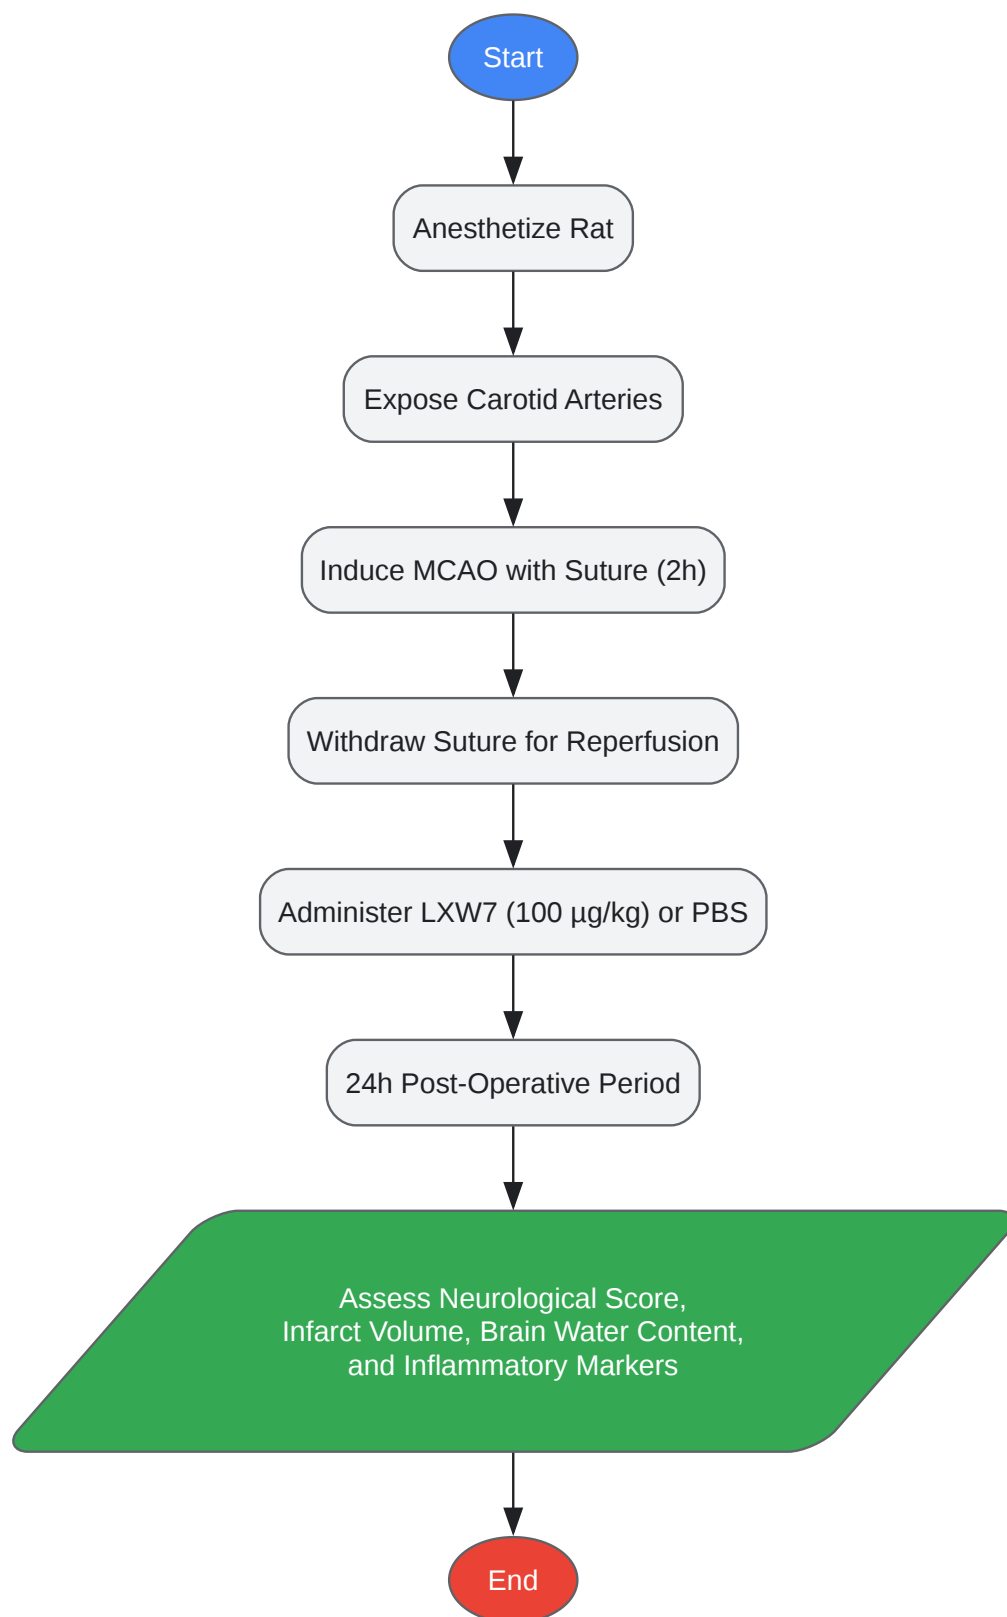 Start
Anesthetize Rat
Expose Carotid Arteries
Induce MCAO with Suture (2h)
Withdraw Suture for Reperfusion
Administer LXW7 (100 µg/kg) or PBS
24h Post-Operative Period
Assess Neurological Score,
Infarct Volume, Brain Water Content,
and Inflammatory Markers
End